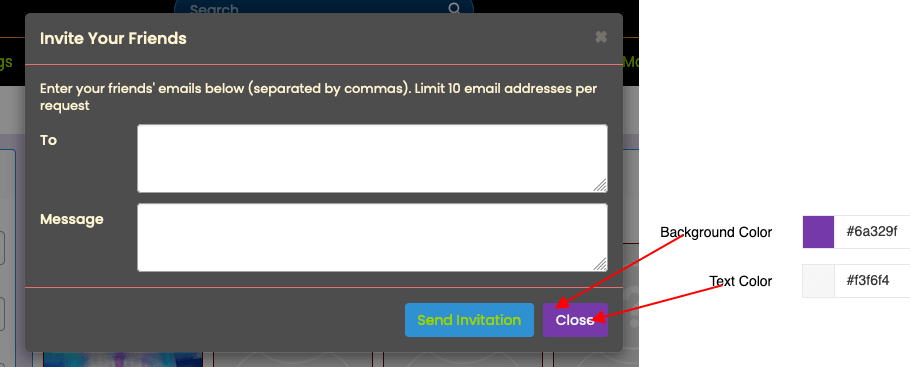 Search
Invite Your Friends
gs
Mo
Enter your friends' emails below (separated by commas). Limit 10 email addresses per
request
To
Message
Background Color
#6a329f
Text Color
#f3f6f4
Send Invitation
Close